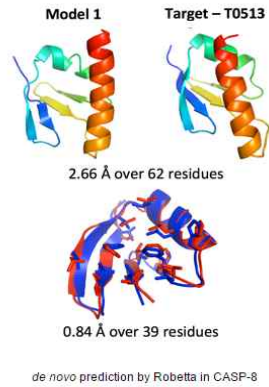 Model 1
Target – T0513
2.66 Å over 62 residues
0.84 Å over 39 residues
de novo prediction by Robetta in CASP-8